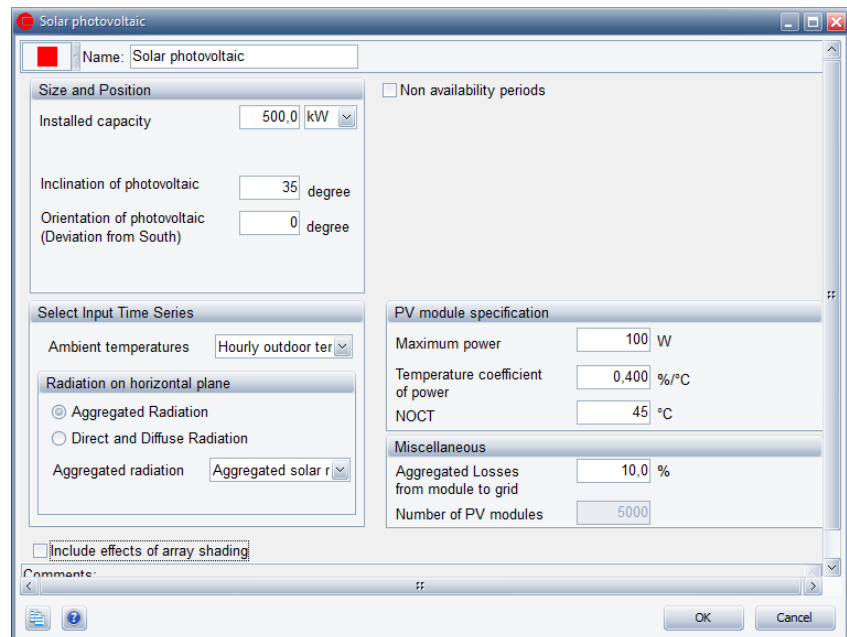 Solar photovoltaic
Name: Solar photovoltaic
Size and Position
Installed capacity 500,0 kW
Inclination of photovoltaic 35 degree
Orientation of photovoltaic
(Deviation from South) 0 degree
Non availability periods
Select Input Time Series
Ambient temperatures Hourly outdoor ter
Radiation on horizontal plane
Aggregated Radiation
Direct and Diffuse Radiation
Aggregated radiation Aggregated solar r
PV module specification
Maximum power 100 W
Temperature coefficient
of power 0,400 %/°C
NOCT 45 °C
Miscellaneous
Aggregated Losses
from module to grid 10,0 %
Number of PV modules 5000
Include effects of array shading
Comments:
OK Cancel